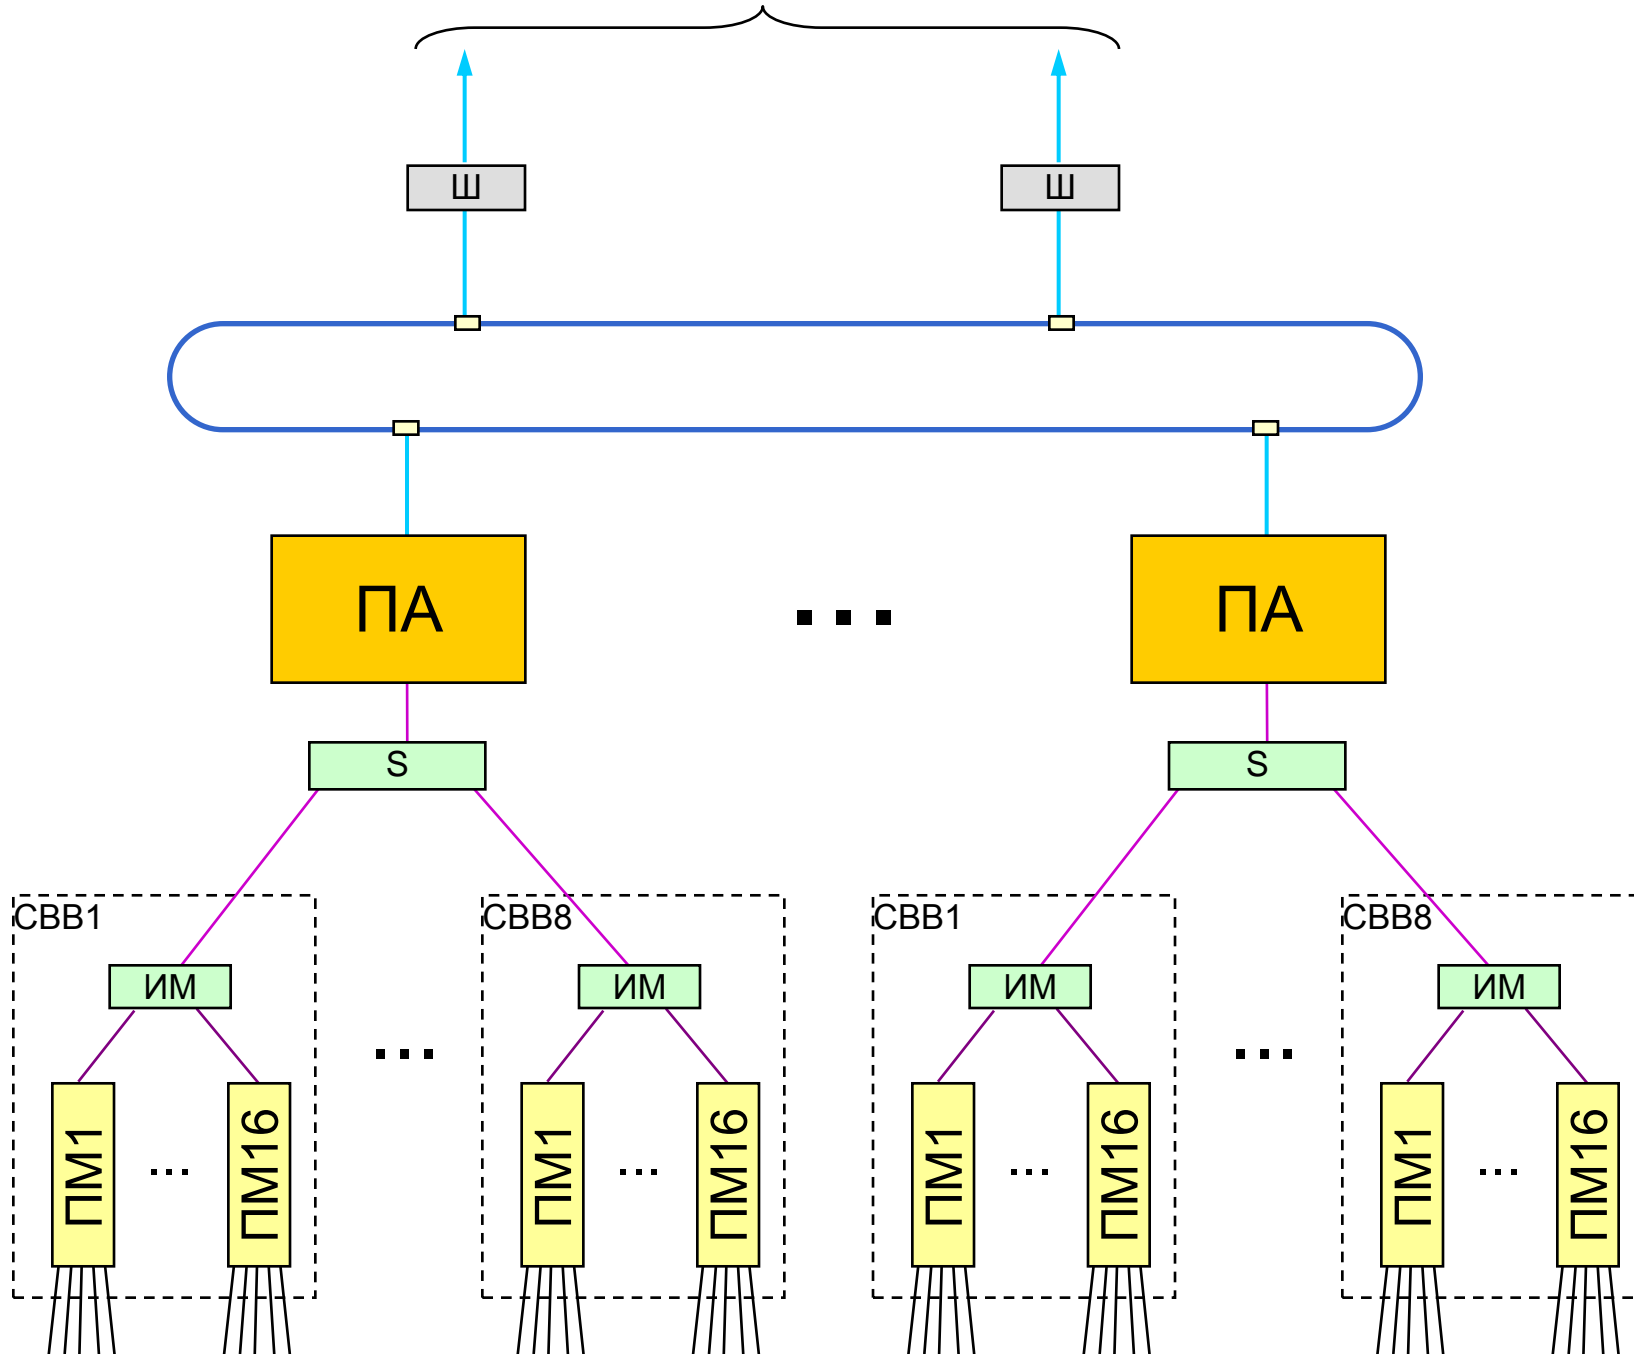 Ш Ш
ПА ... ПА
S S
СВВ1 СВВ8 СВВ1 СВВ8
ИМ ИМ ИМ ИМ
... ...
ПМ1 ... ПМ16 ПМ1 ... ПМ16 ПМ1 ... ПМ16 ПМ1 ... ПМ16